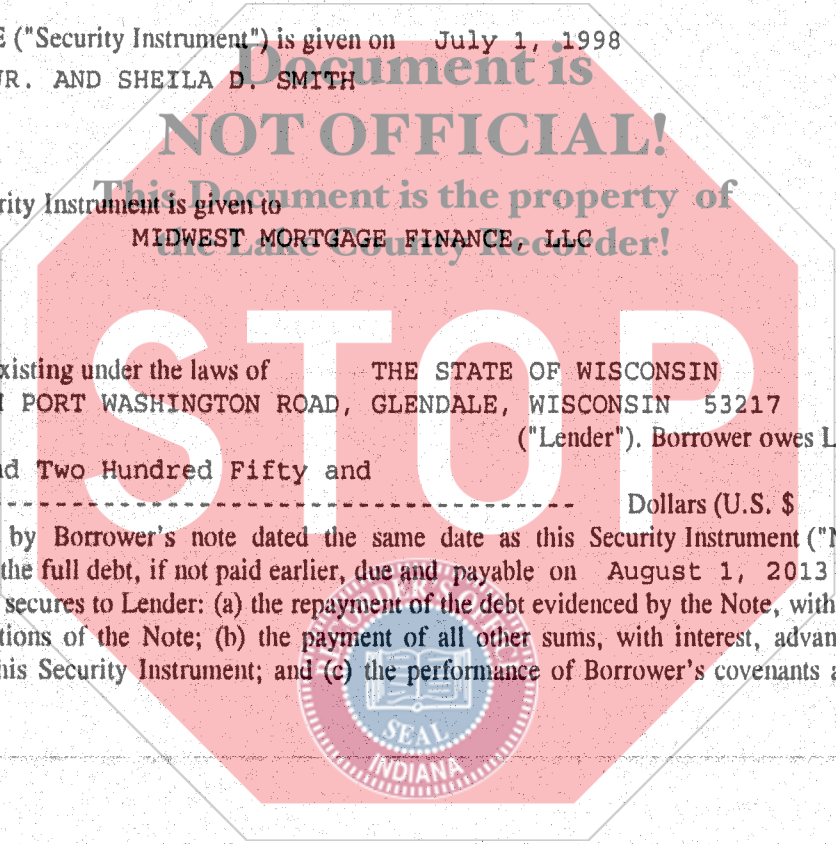 E ("Security Instrument") is given on July 1, 1998
JR. AND SHEILA D. SMITH
Document is
NOT OFFICIAL!
This Document is the property of
the Lake County Recorder!
rity Instrument is given to
MIDWEST MORTGAGE FINANCE, LLC
STOP
xisting under the laws of THE STATE OF WISCONSIN
H PORT WASHINGTON ROAD, GLENDALE, WISCONSIN 53217
("Lender"). Borrower owes L
nd Two Hundred Fifty and
------------------------------------------ Dollars (U.S. $
by Borrower's note dated the same date as this Security Instrument ("N
the full debt, if not paid earlier, due and payable on August 1, 2013
secures to Lender: (a) the repayment of the debt evidenced by the Note, with
tions of the Note; (b) the payment of all other sums, with interest, advan
his Security Instrument; and (c) the performance of Borrower's covenants a
SEAL
INDIANA